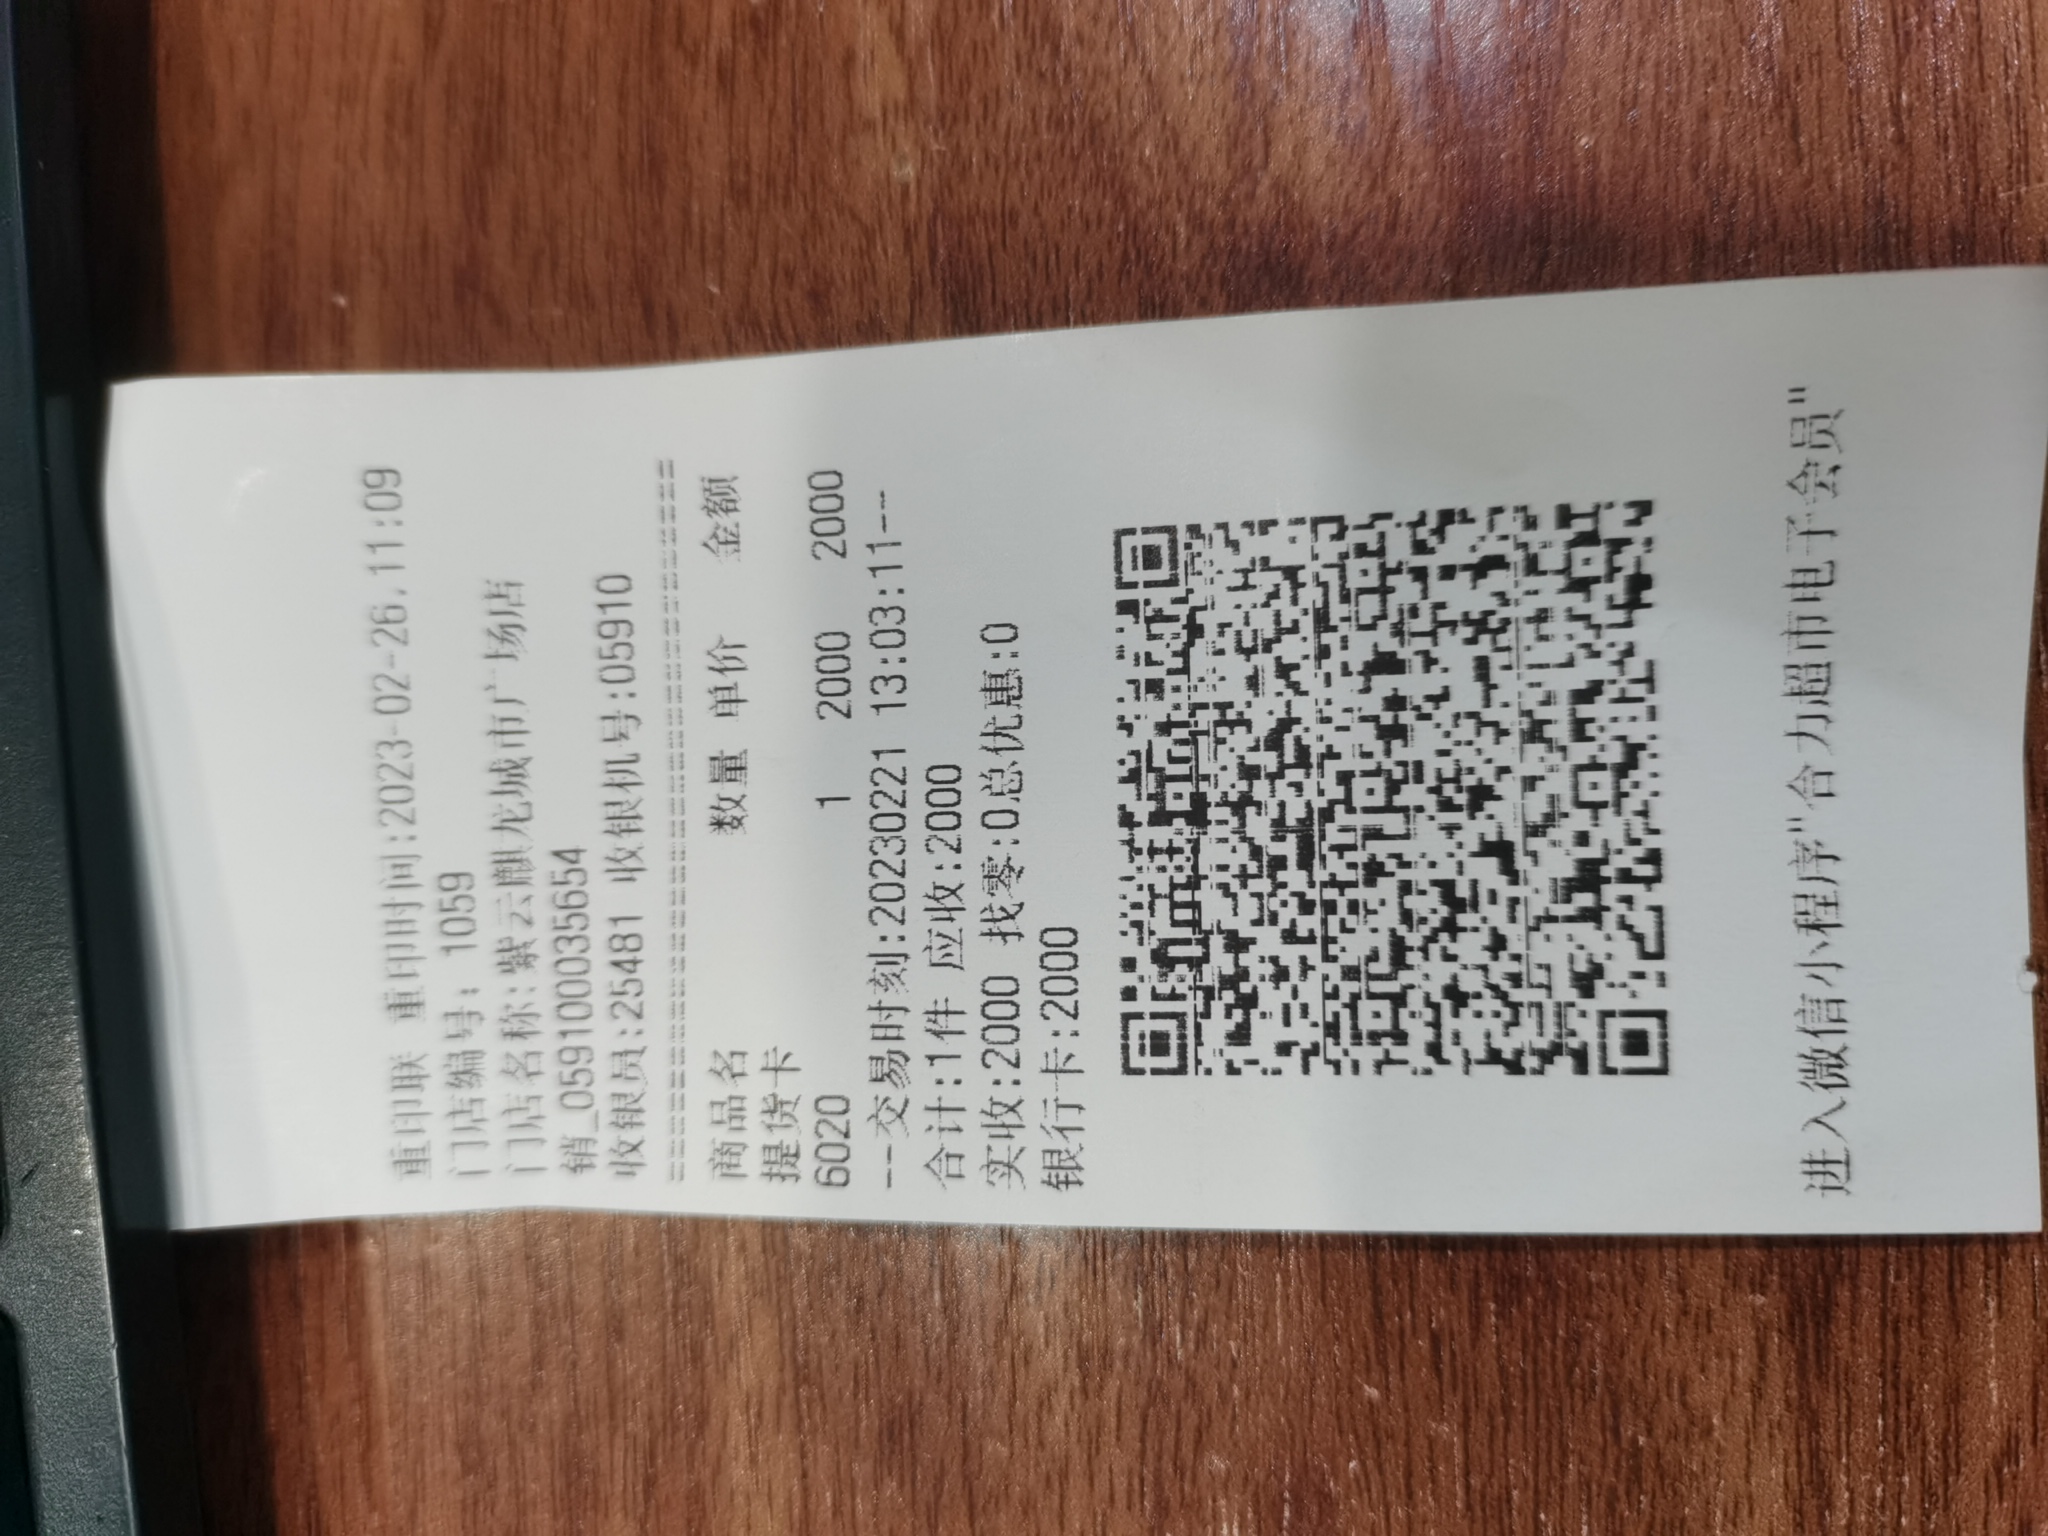 重印联 重印时间:2023-02-26,11:09
门店编号: 1059
门店名称:紫云麒龙城市广场店
销_0591000035654
收银员:25481 收银机号:05910
======================================
商品名 数量 单价 金额
提货卡
6020 1 2000 2000
--交易时刻:20230221 13:03:11--
合计:1件 应收:2000
实收:2000 找零:0总优惠:0
银行卡:2000
进入微信小程序"合力超市电子会员"